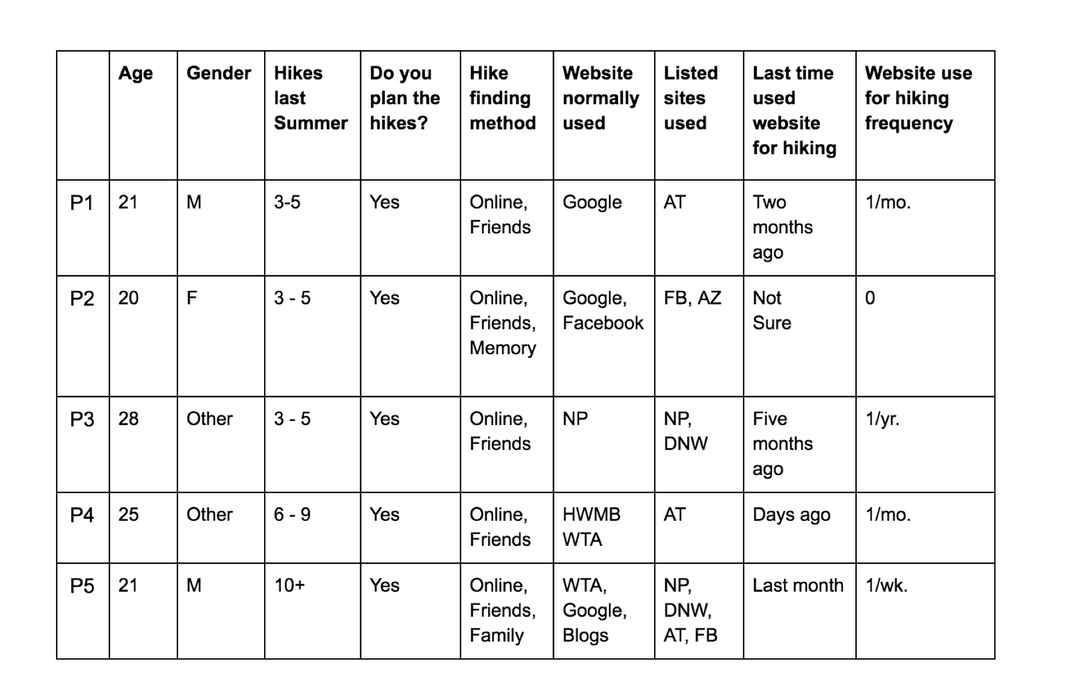 Age Gender Hikes last Summer Do you plan the hikes? Hike finding method Website normally used Listed sites used Last time used website for hiking Website use for hiking frequency
P1 21 M 3-5 Yes Online, Friends Google AT Two months ago 1/mo.
P2 20 F 3 - 5 Yes Online, Friends, Memory Google, Facebook FB, AZ Not Sure 0
P3 28 Other 3 - 5 Yes Online, Friends NP NP, DNW Five months ago 1/yr.
P4 25 Other 6 - 9 Yes Online, Friends HWMB WTA AT Days ago 1/mo.
P5 21 M 10+ Yes Online, Friends, Family WTA, Google, Blogs NP, DNW, AT, FB Last month 1/wk.